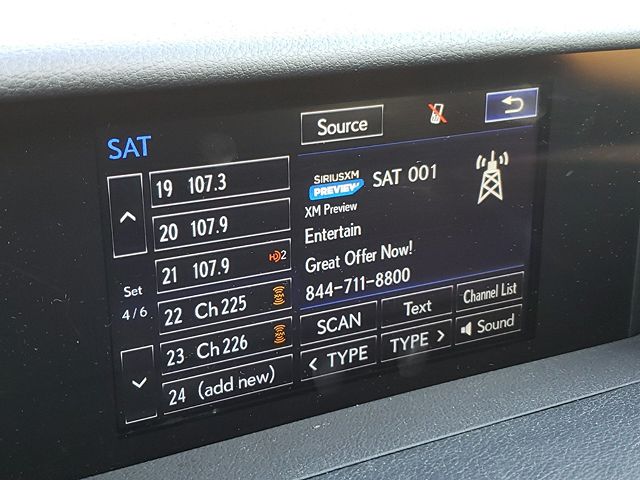 SAT
Source
19 107.3
20 107.9
21 107.9 HD2
22 Ch 225
23 Ch 226
24 (add new)
Set
4/6
SIRIUSXM
PREVIEW
SAT 001
XM Preview
Entertain
Great Offer Now!
844-711-8800
SCAN
Text
Channel List
< TYPE
TYPE >
Sound